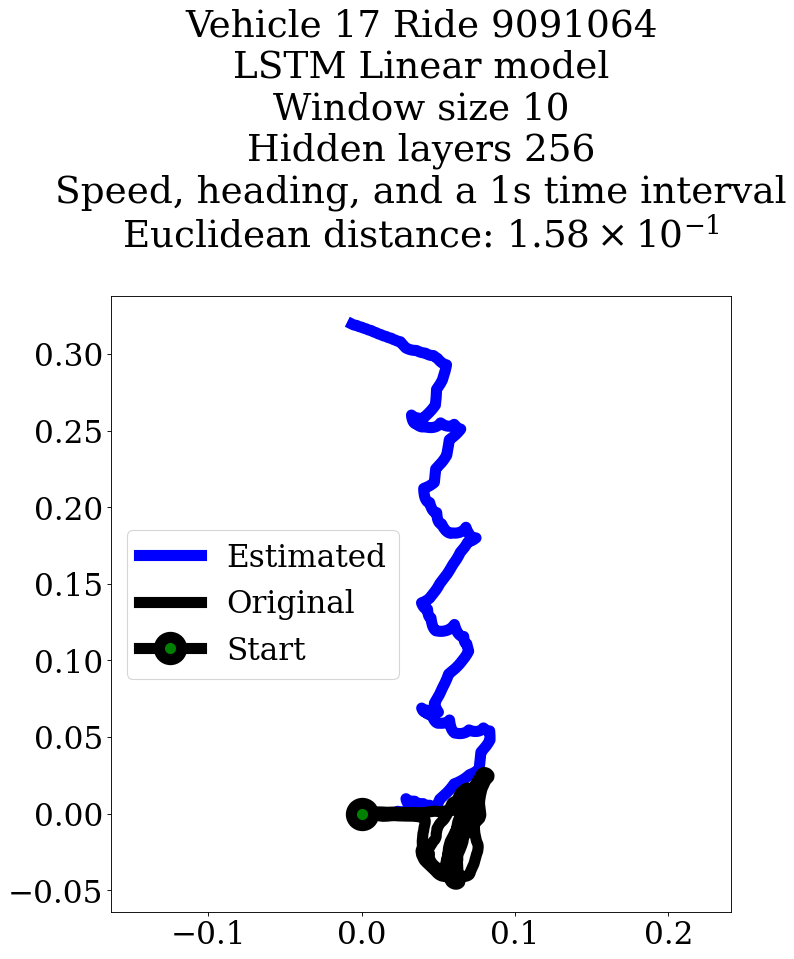 Vehicle 17 Ride 9091064
LSTM Linear model
Window size 10
Hidden layers 256
Speed, heading, and a 1s time interval
Euclidean distance: 1.58 × 10⁻¹
0.30
0.25
0.20
0.15
0.10
0.05
0.00
−0.05
Estimated
Original
Start
−0.1 0.0 0.1 0.2